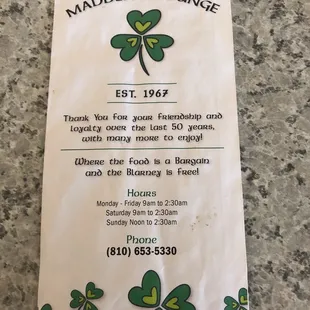 EST. 1967
Thank You for your friendship and
loyalty over the last 50 years,
with many more to enjoy!
Where the food is a Bargain
and the Blarney is free!
Hours
Monday - Friday 9am to 2:30am
Saturday 9am to 2:30am
Sunday Noon to 2:30am
Phone
(810) 653-5330